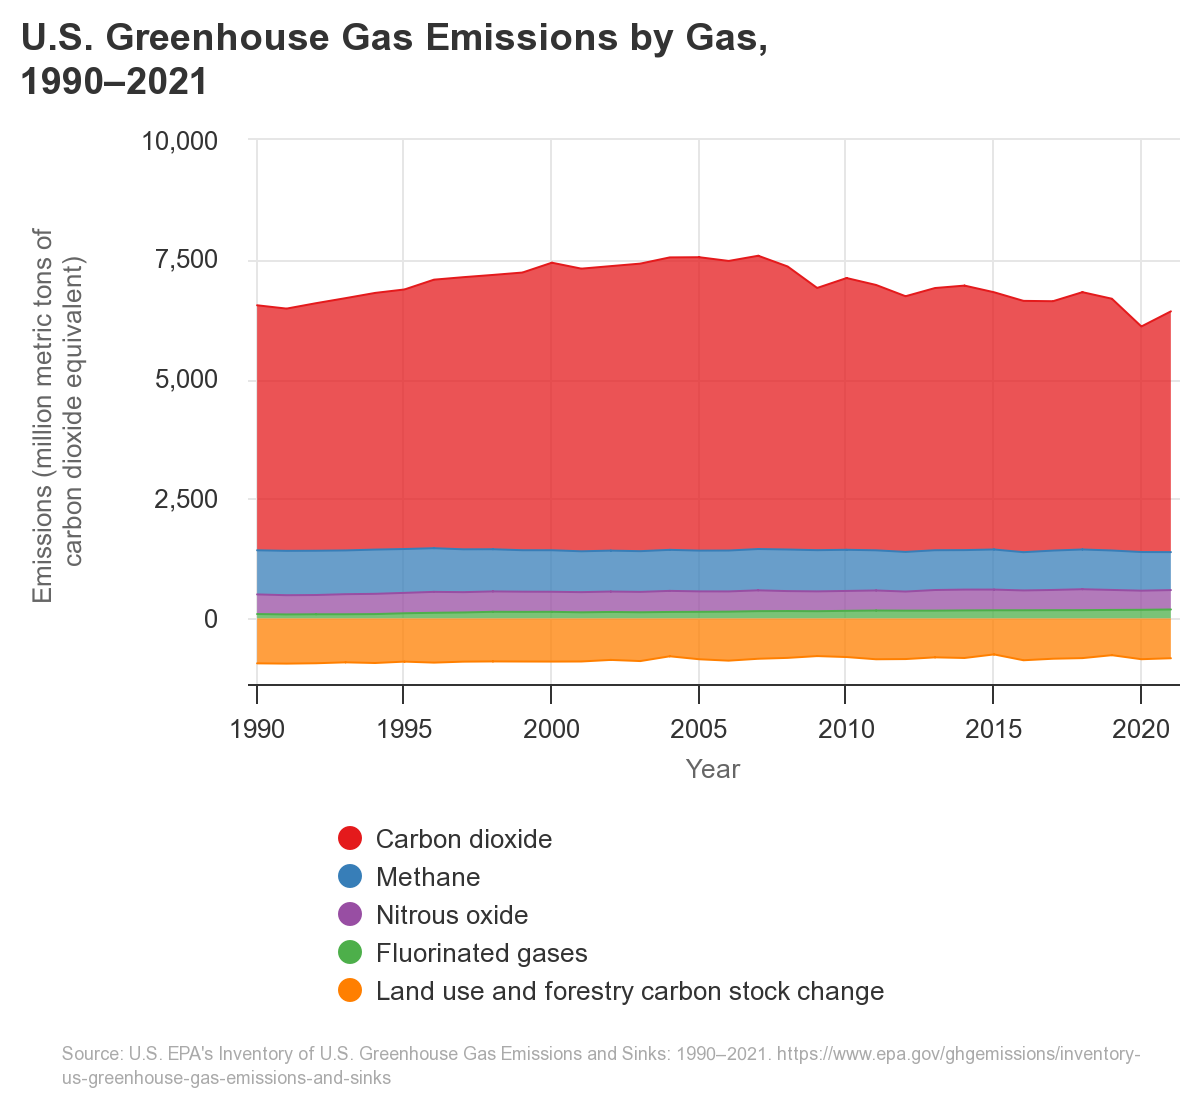 U.S. Greenhouse Gas Emissions by Gas,
1990–2021
Emissions (million metric tons of
carbon dioxide equivalent)
10,000
7,500
5,000
2,500
0
1990
1995
2000
2005
2010
2015
2020
Year
Carbon dioxide
Methane
Nitrous oxide
Fluorinated gases
Land use and forestry carbon stock change
Source: U.S. EPA's Inventory of U.S. Greenhouse Gas Emissions and Sinks: 1990–2021. https://www.epa.gov/ghgemissions/inventory-
us-greenhouse-gas-emissions-and-sinks